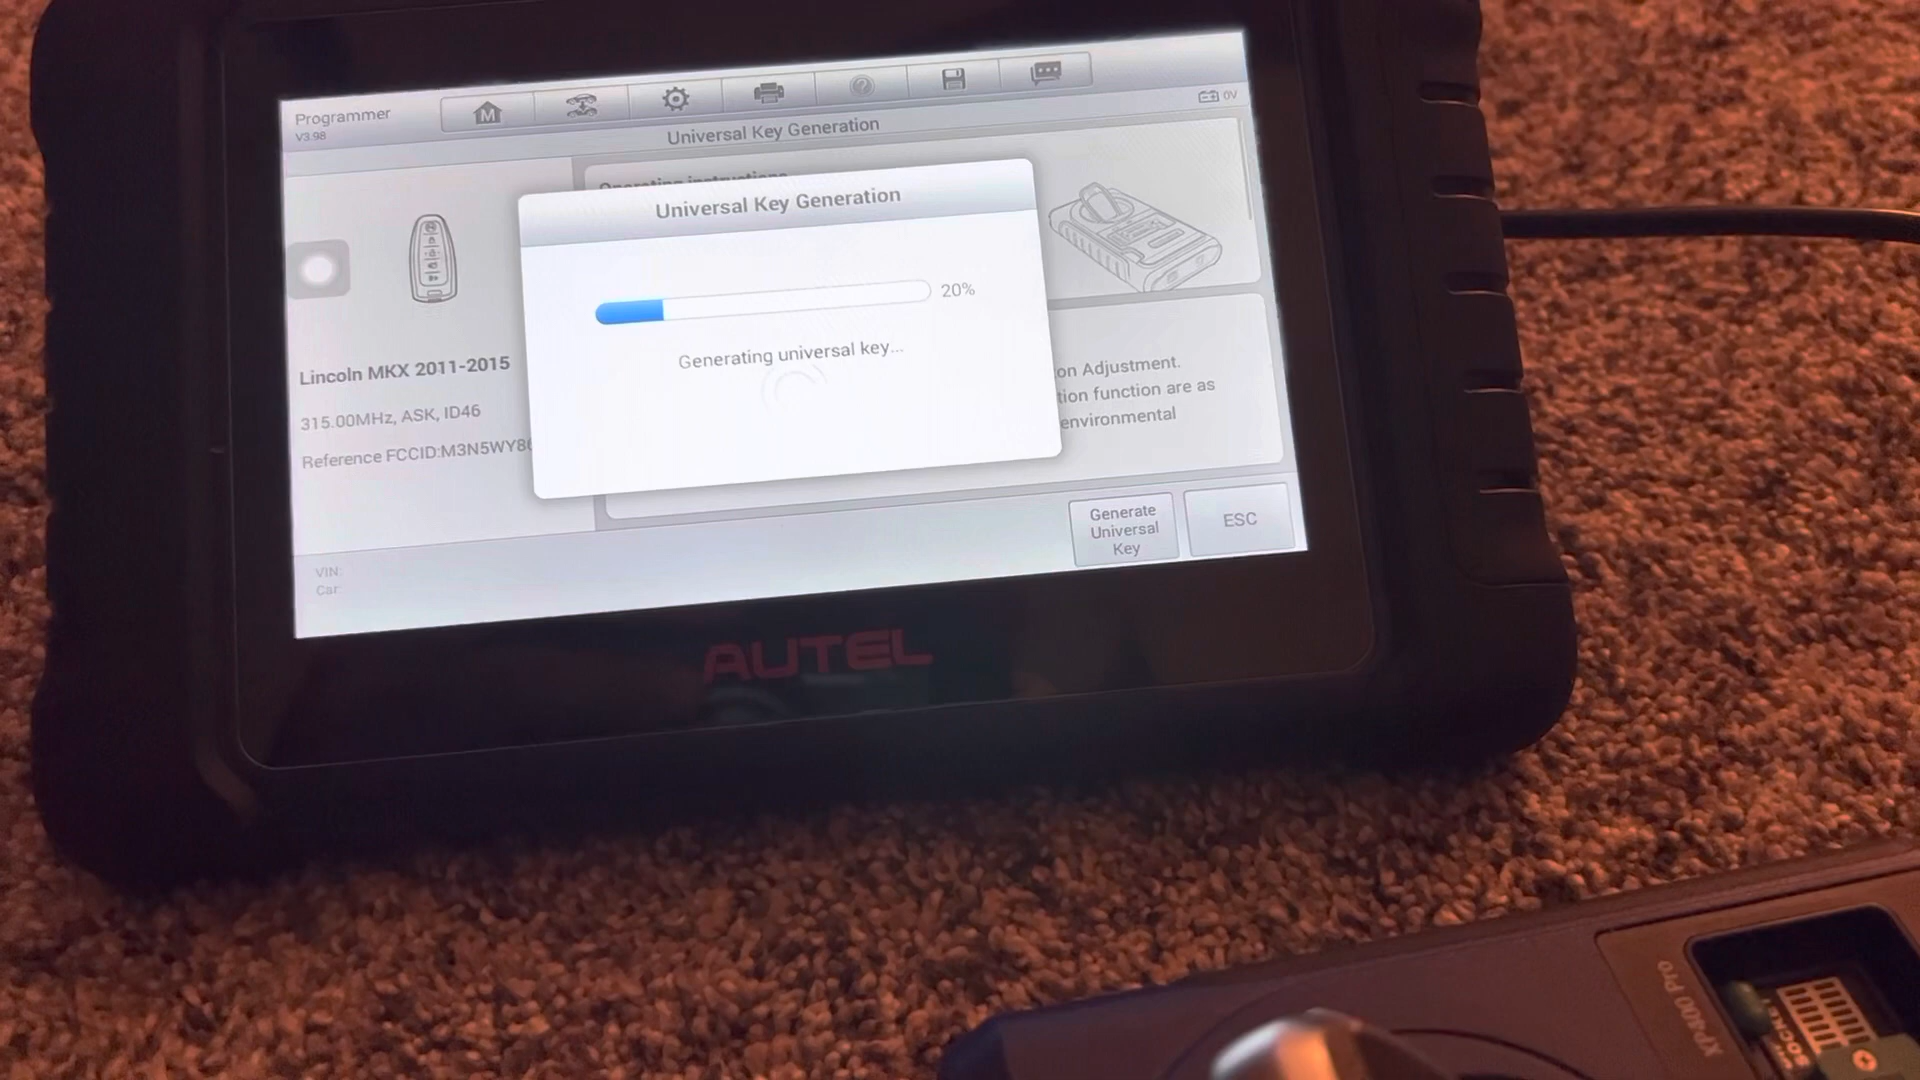 Programmer
V3.98
M
0V
Universal Key Generation
Operating instructions
Universal Key Generation
20%
Generating universal key...
Lincoln MKX 2011-2015
315.00MHz, ASK, ID46
Reference FCCID:M3N5WY8
on Adjustment.
tion function are as
environmental
Generate
Universal
Key
ESC
VIN:
Car:
AUTEL
XP400 Pro